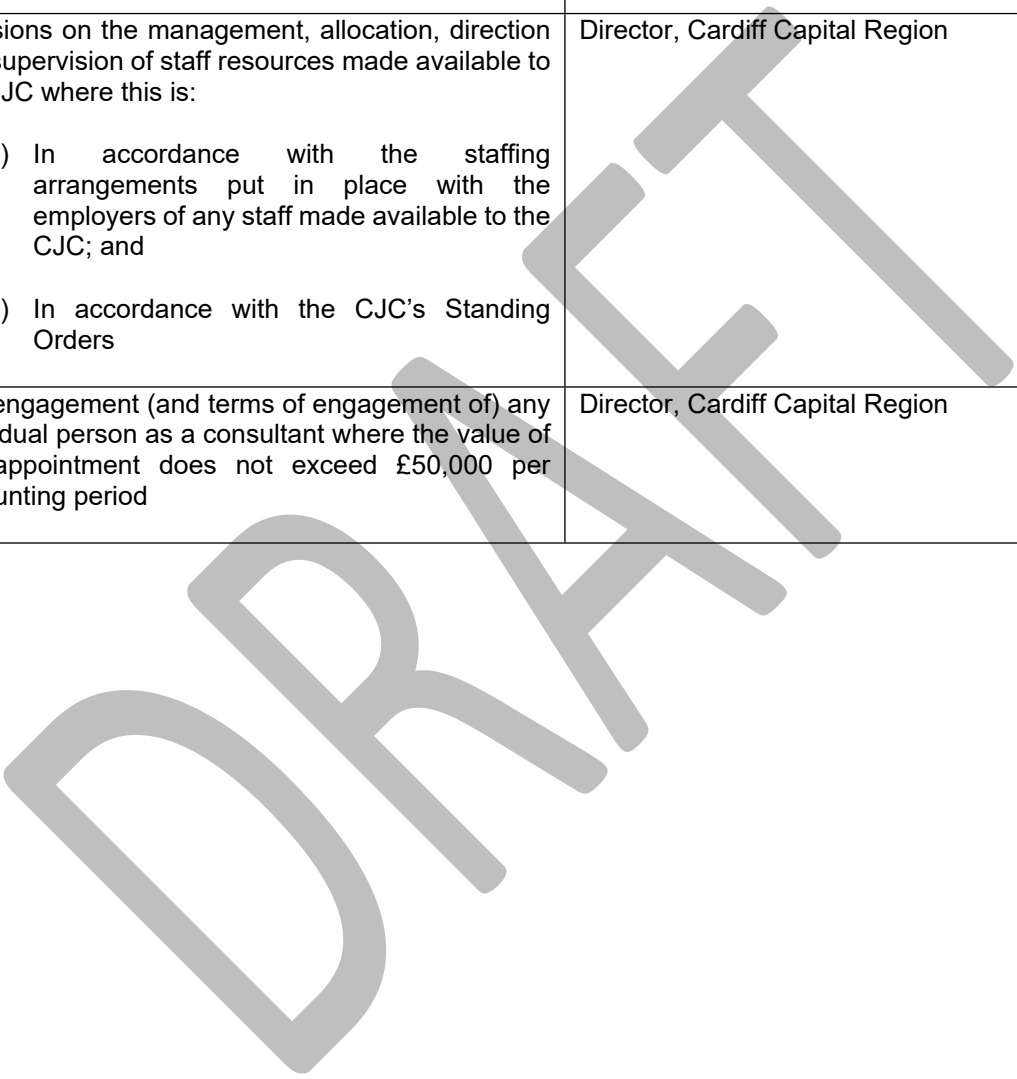 sions on the management, allocation, direction
supervision of staff resources made available to
JC where this is:
) In accordance with the staffing
arrangements put in place with the
employers of any staff made available to the
CJC; and
) In accordance with the CJC’s Standing
Orders
Director, Cardiff Capital Region
engagement (and terms of engagement of) any
dual person as a consultant where the value of
appointment does not exceed £50,000 per
unting period
Director, Cardiff Capital Region
DRAFT